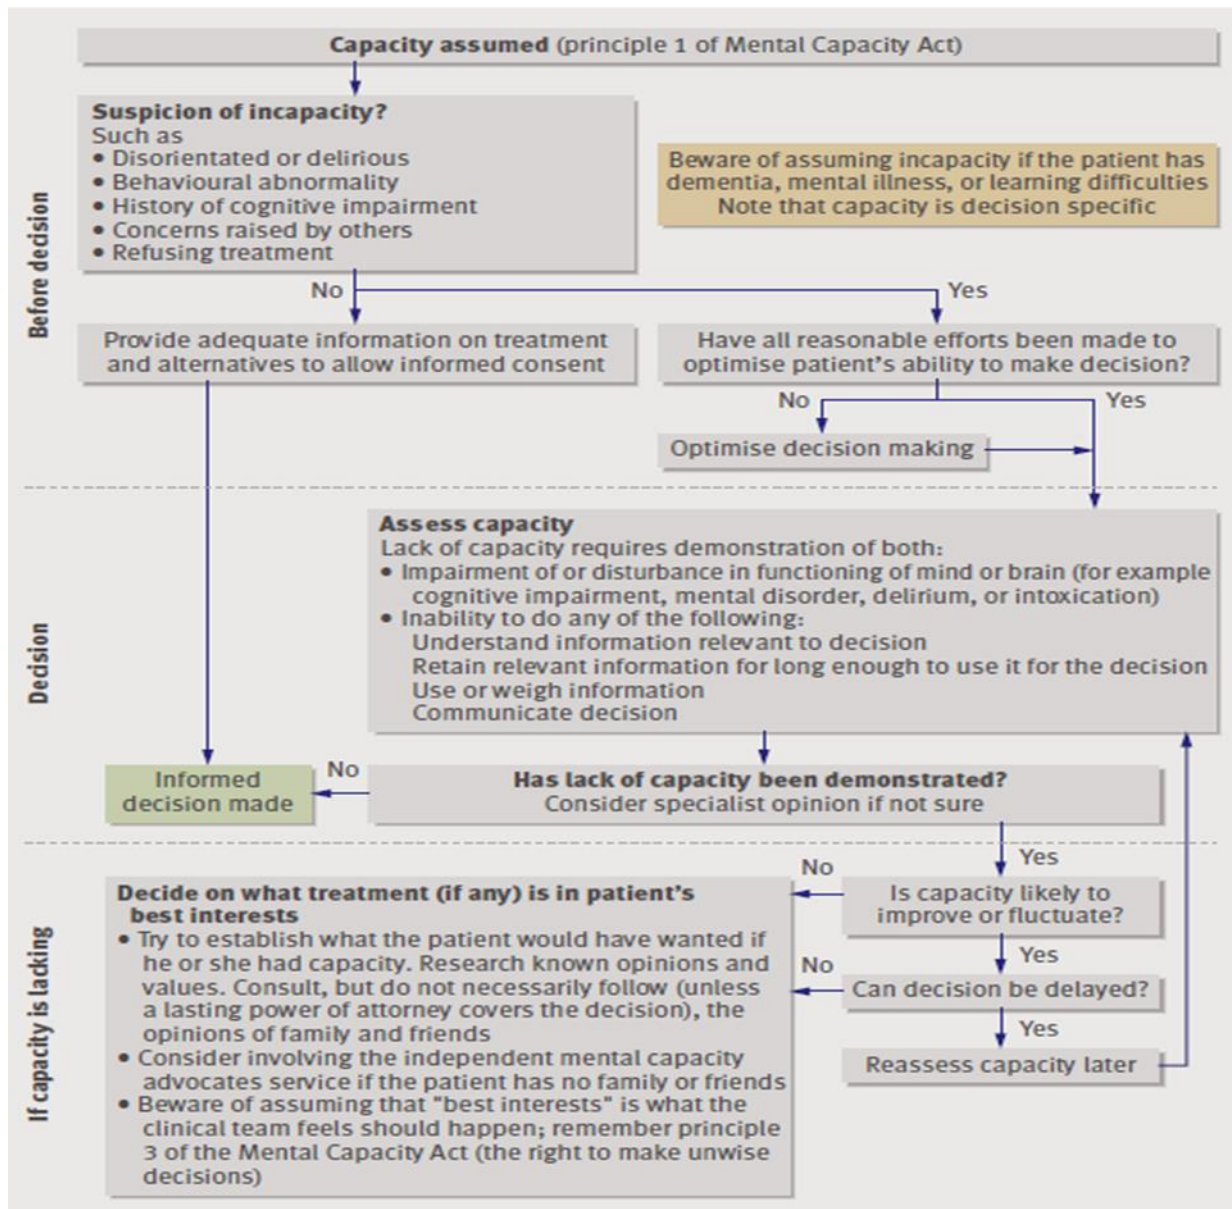 Capacity assumed (principle 1 of Mental Capacity Act)
Before decision
Suspicion of incapacity?
Such as
• Disorientated or delirious
• Behavioural abnormality
• History of cognitive impairment
• Concerns raised by others
• Refusing treatment
Beware of assuming incapacity if the patient has
dementia, mental illness, or learning difficulties
Note that capacity is decision specific
No
Yes
Provide adequate information on treatment
and alternatives to allow informed consent
Have all reasonable efforts been made to
optimise patient's ability to make decision?
No
Yes
Optimise decision making
Decision
Assess capacity
Lack of capacity requires demonstration of both:
• Impairment of or disturbance in functioning of mind or brain (for example
cognitive impairment, mental disorder, delirium, or intoxication)
• Inability to do any of the following:
Understand information relevant to decision
Retain relevant information for long enough to use it for the decision
Use or weigh information
Communicate decision
Informed
decision made
No
Has lack of capacity been demonstrated?
Consider specialist opinion if not sure
If capacity is lacking
Yes
No
Is capacity likely to
improve or fluctuate?
Yes
No
Can decision be delayed?
Yes
Reassess capacity later
Decide on what treatment (if any) is in patient's
best interests
• Try to establish what the patient would have wanted if
he or she had capacity. Research known opinions and
values. Consult, but do not necessarily follow (unless
a lasting power of attorney covers the decision), the
opinions of family and friends
• Consider involving the independent mental capacity
advocates service if the patient has no family or friends
• Beware of assuming that "best interests" is what the
clinical team feels should happen; remember principle
3 of the Mental Capacity Act (the right to make unwise
decisions)